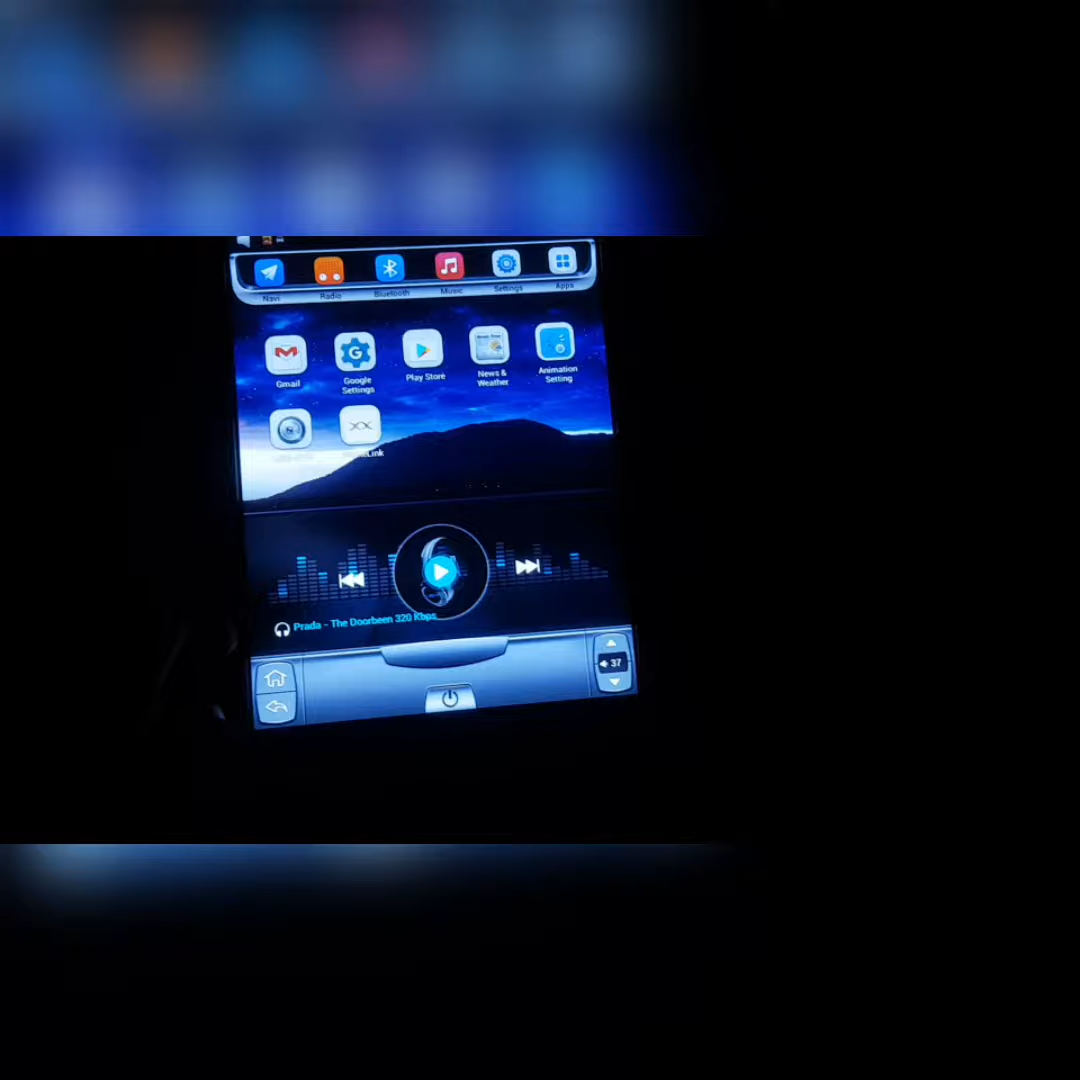 Navi Radio Bluetooth Music Settings Apps
Gmail Google Settings Play Store News & Weather Animation Setting
Link
Prada - The Doorbeen 320 Kbps
37